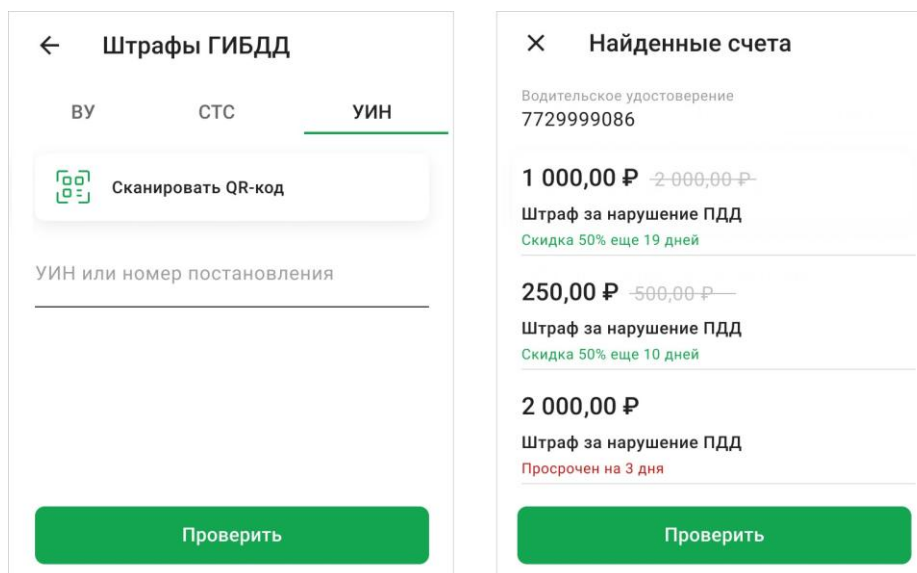 Штрафы ГИБДД
ВУ СТС УИН
Сканировать QR-код
УИН или номер постановления
Проверить
Найденные счета
Водительское удостоверение
7729999086
1 000,00 ₽ 2 000,00 ₽
Штраф за нарушение ПДД
Скидка 50% еще 19 дней
250,00 ₽ 500,00 ₽
Штраф за нарушение ПДД
Скидка 50% еще 10 дней
2 000,00 ₽
Штраф за нарушение ПДД
Просрочен на 3 дня
Проверить